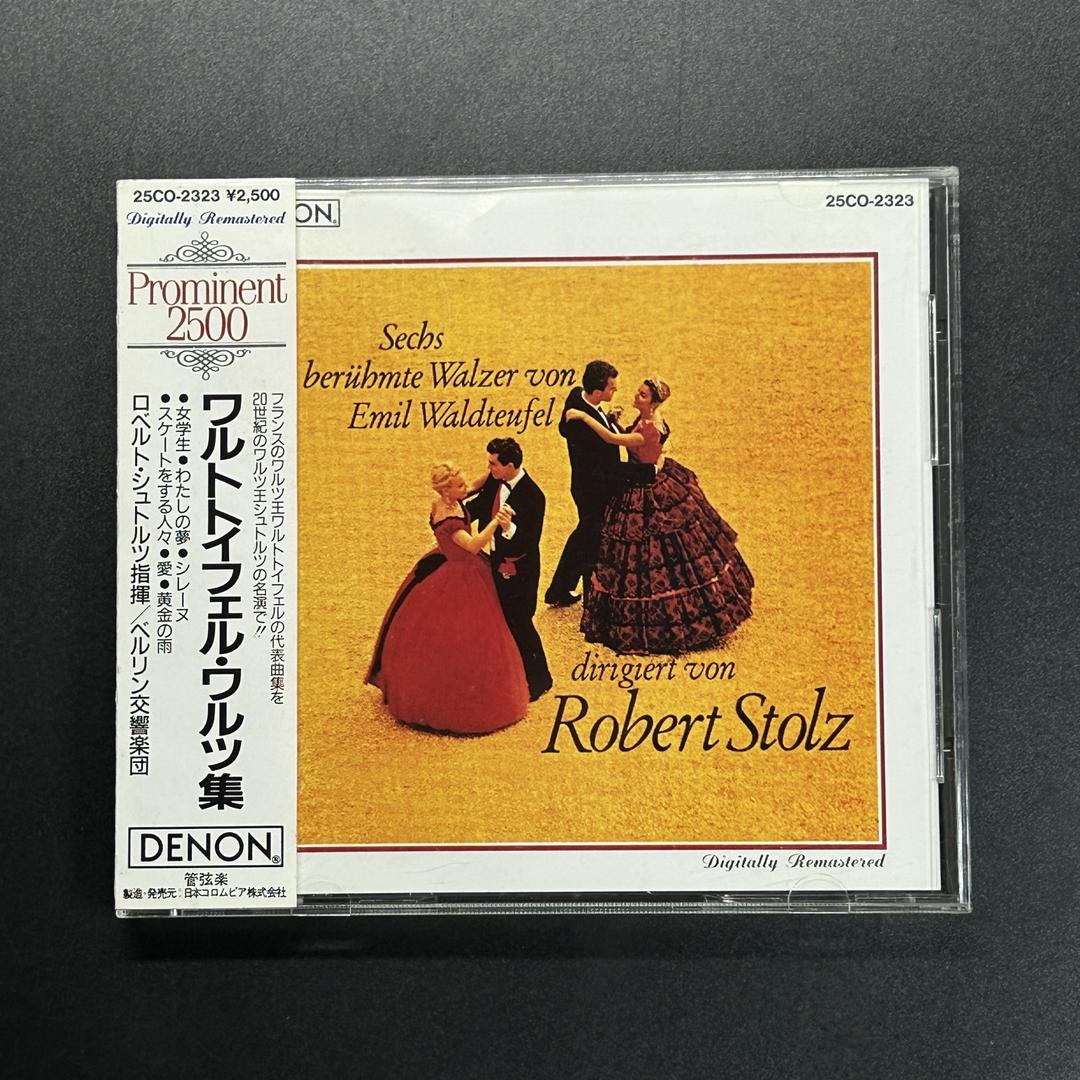 25CO-2323 ¥2,500
Digitally Remastered
Prominent
2500
フランスのワルツ王ワルトトイフェルの代表曲集を
20世紀のワルツ王シュトルツの名演で!!
ワルトトイフェル・ワルツ集
●女学生●わたしの夢●シレーヌ
●スケートをする人々●愛●黄金の雨
ロベルト・シュトルツ指揮/ベルリン交響楽団
DENON®
管弦楽
製造・発売元:日本コロムビア株式会社
ON®
25CO-2323
Sechs
berühmte Walzer von
Emil Waldteufel
dirigiert von
Robert Stolz
Digitally Remastered